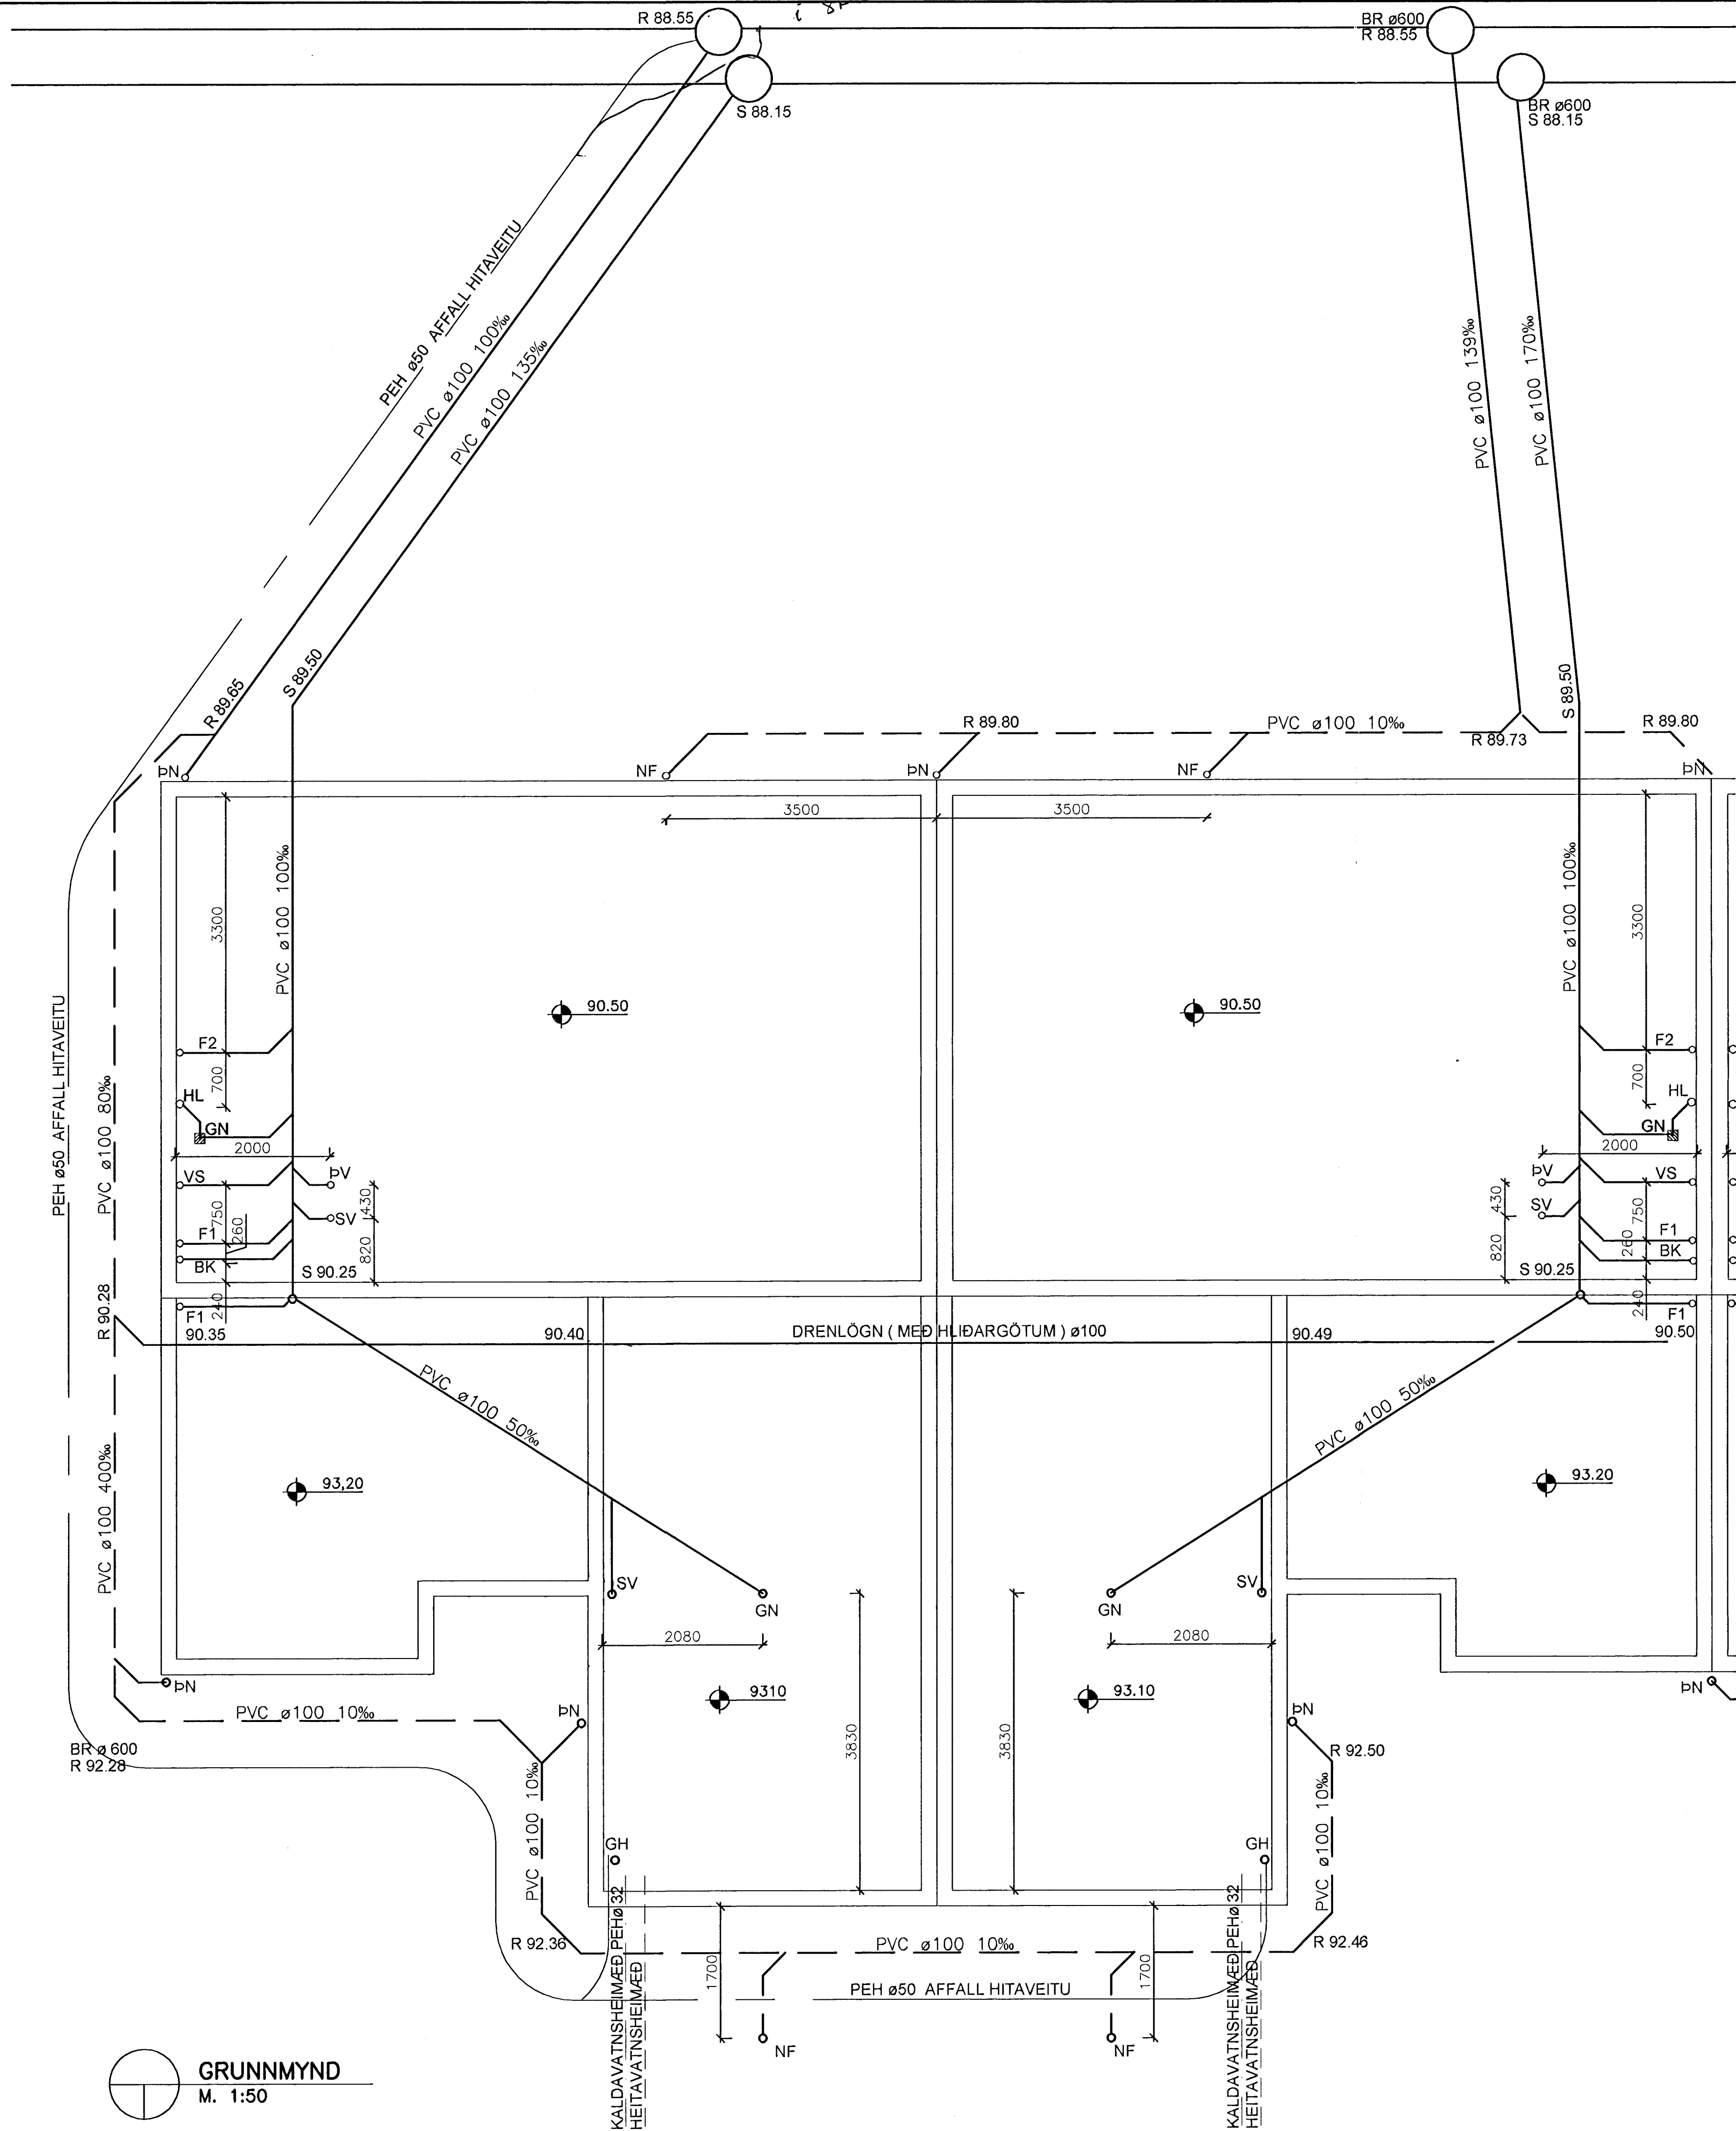 R 88.55
BR ø600
R 88.55
S 88.15
BR ø600
S 88.15
PEH ø50 AFFALL HITAVEITU
PVC ø100 100‰
PVC ø100 135‰
PVC ø100 139‰
PVC ø100 170‰
R 89.65
S 89.50
S 89.50
R 89.80
PVC ø100 10‰
R 89.73
R 89.80
ÞN
NF
ÞN
NF
ÞN
3500
3500
3300
PVC ø100 100‰
PVC ø100 100‰
3300
90.50
90.50
PEH ø50 AFFALL HITAVEITU
PVC ø100 80‰
F2
700
HL
GN
2000
VS
ÞV
750
430
SV
F1
260
820
BK
S 90.25
F2
700
HL
GN
2000
ÞV
VS
430
750
SV
F1
820
260
BK
S 90.25
R 90.28
F1
240
90.35
90.40
DRENLÖGN ( MEÐ HLIÐARGÖTUM ) ø100
90.49
F1
240
90.50
PVC ø100 50‰
PVC ø100 50‰
PVC ø100 400‰
93,20
93.20
SV
GN
GN
SV
2080
2080
ÞN
9310
93.10
ÞN
PVC ø100 10‰
ÞN
3830
3830
ÞN
BR ø 600
R 92.28
R 92.50
PVC ø100 10‰
PVC ø100 10‰
GH
GH
R 92.36
PVC ø100 10‰
R 92.46
1700
1700
PEH ø50 AFFALL HITAVEITU
KALDAVATNSHEIMÆÐ PEHø 32
HEITAVATNSHEIMÆÐ
KALDAVATNSHEIMÆÐ PEHø 32
HEITAVATNSHEIMÆÐ
NF
NF
GRUNNMYND
M. 1:50